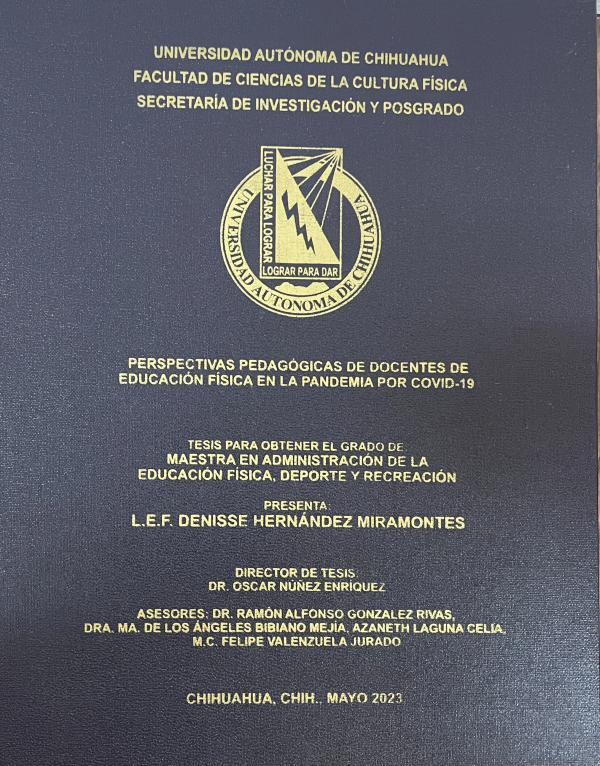 UNIVERSIDAD AUTÓNOMA DE CHIHUAHUA
FACULTAD DE CIENCIAS DE LA CULTURA FÍSICA
SECRETARÍA DE INVESTIGACIÓN Y POSGRADO
LUCHAR PARA LOGRAR
LOGRAR PARA DAR
UNIVERSIDAD AUTONOMA DE CHIHUAHUA
PERSPECTIVAS PEDAGÓGICAS DE DOCENTES DE
EDUCACIÓN FÍSICA EN LA PANDEMIA POR COVID-19
TESIS PARA OBTENER EL GRADO DE:
MAESTRA EN ADMINISTRACIÓN DE LA
EDUCACIÓN FÍSICA, DEPORTE Y RECREACIÓN
PRESENTA:
L.E.F. DENISSE HERNÁNDEZ MIRAMONTES
DIRECTOR DE TESIS:
DR. OSCAR NÚÑEZ ENRÍQUEZ
ASESORES: DR. RAMÓN ALFONSO GONZALEZ RIVAS,
DRA. MA. DE LOS ÁNGELES BIBIANO MEJÍA, AZANETH LAGUNA CELIA,
M.C. FELIPE VALENZUELA JURADO
CHIHUAHUA, CHIH., MAYO 2023